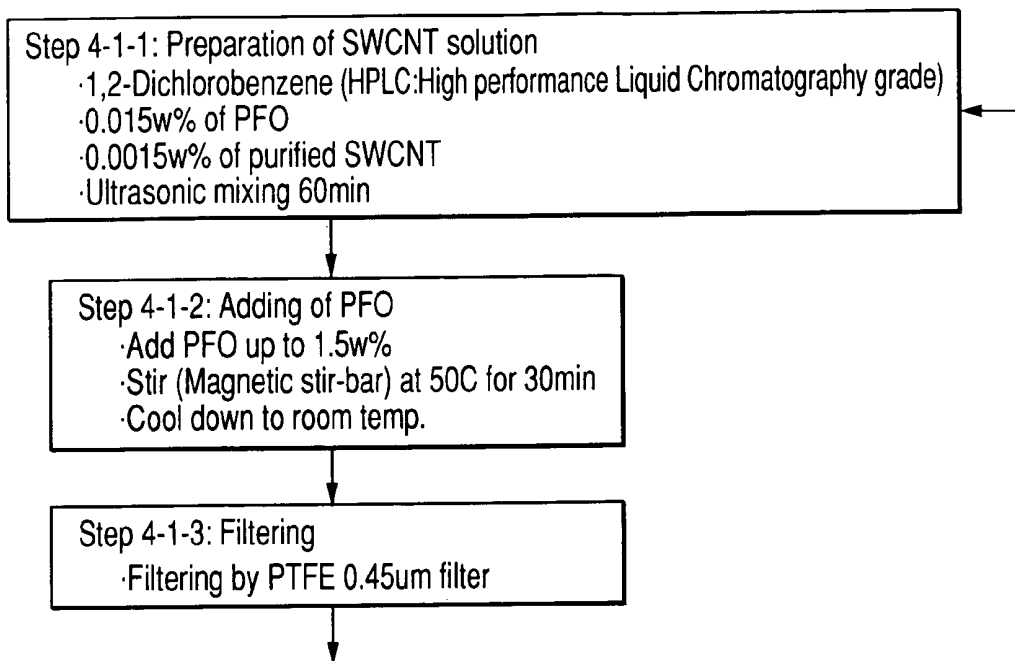 Step 4-1-1: Preparation of SWCNT solution
·1,2-Dichlorobenzene (HPLC:High performance Liquid Chromatography grade)
·0.015w% of PFO
·0.0015w% of purified SWCNT
·Ultrasonic mixing 60min
Step 4-1-2: Adding of PFO
·Add PFO up to 1.5w%
·Stir (Magnetic stir-bar) at 50C for 30min
·Cool down to room temp.
Step 4-1-3: Filtering
·Filtering by PTFE 0.45um filter